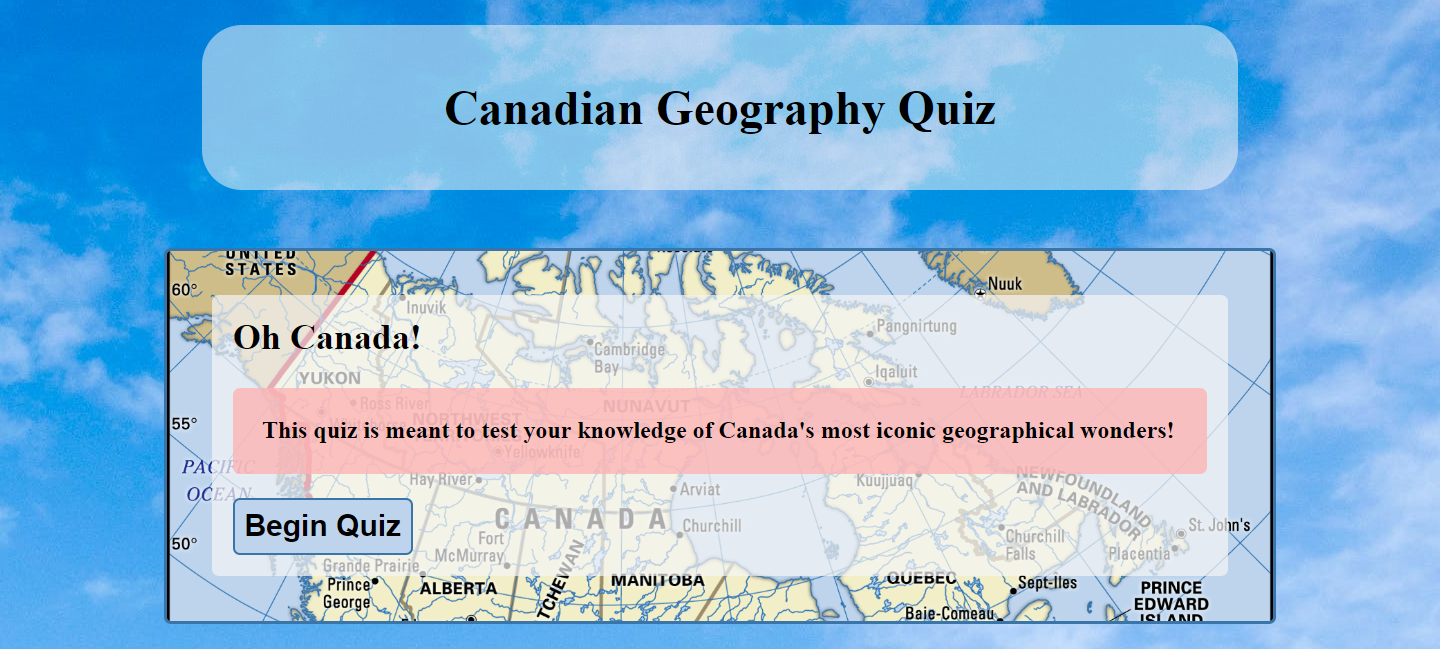 Canadian Geography Quiz
UNITED
STATES
60°
Nuuk
Inuvik
Pangnirtung
Oh Canada!
Cambridge
Bay
Iqaluit
YUKON
LABRADOR SEA
Ross River
NUNAVUT
NORTHWEST
55°
This quiz is meant to test your knowledge of Canada's most iconic geographical wonders!
Yellowknife
PACIFIC
OCEAN
Hay River
Arviat
Kuujjuaq
NEWFOUNDLAND
AND LABRADOR
Begin Quiz
CANADA
Churchill
St. John's
50°
Fort
McMurray
Churchill
Falls
Placentia
Grande Prairie
Prince
George
ALBERTA
TCHEWAN
MANITOBA
QUEBEC
Sept-Iles
Baie-Comeau
PRINCE
EDWARD
ISLAND